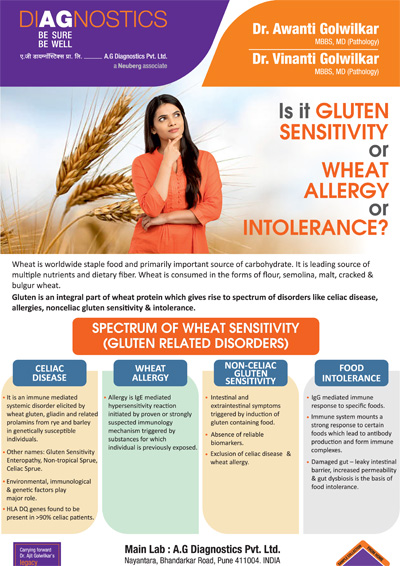 DIAGNOSTICS
BE SURE
BE WELL
ए.जी डायग्नॉस्टिक्स प्रा. लि. ........... A.G Diagnostics Pvt. Ltd.
a Neuberg associate
Dr. Awanti Golwilkar
MBBS, MD (Pathology)
Dr. Vinanti Golwilkar
MBBS, MD (Pathology)
Is it GLUTEN
SENSITIVITY
or
WHEAT
ALLERGY
or
INTOLERANCE?
Wheat is worldwide staple food and primarily important source of carbohydrate. It is leading source of
multiple nutrients and dietary fiber. Wheat is consumed in the forms of flour, semolina, malt, cracked &
bulgur wheat.
Gluten is an integral part of wheat protein which gives rise to spectrum of disorders like celiac disease,
allergies, nonceliac gluten sensitivity & intolerance.
SPECTRUM OF WHEAT SENSITIVITY
(GLUTEN RELATED DISORDERS)
CELIAC
DISEASE
• It is an immune mediated
systemic disorder elicited by
wheat gluten, gliadin and related
prolamins from rye and barley
in genetically susceptible
individuals.
• Other names: Gluten Sensitivity
Enteropathy, Non-tropical Sprue,
Celiac Sprue.
• Environmental, immunological
& genetic factors play
major role.
• HLA DQ genes found to be
present in >90% celiac patients.
WHEAT
ALLERGY
• Allergy is IgE mediated
hypersensitivity reaction
initiated by proven or strongly
suspected immunology
mechanism triggered by
substances for which
individual is previously exposed.
NON-CELIAC
GLUTEN
SENSITIVITY
• Intestinal and
extraintestinal symptoms
triggered by induction of
gluten containing food.
• Absence of reliable
biomarkers.
• Exclusion of celiac disease &
wheat allergy.
FOOD
INTOLERANCE
• IgG mediated immune
response to specific foods.
• Immune system mounts a
strong response to certain
foods which lead to antibody
production and form immune
complexes.
• Damaged gut – leaky intestinal
barrier, increased permeability
& gut dysbiosis is the basis of
food intolerance.
Carrying forward
Dr. Ajit Golwilkar's
legacy
Main Lab : A.G Diagnostics Pvt. Ltd.
Nayantara, Bhandarkar Road, Pune 411004. INDIA